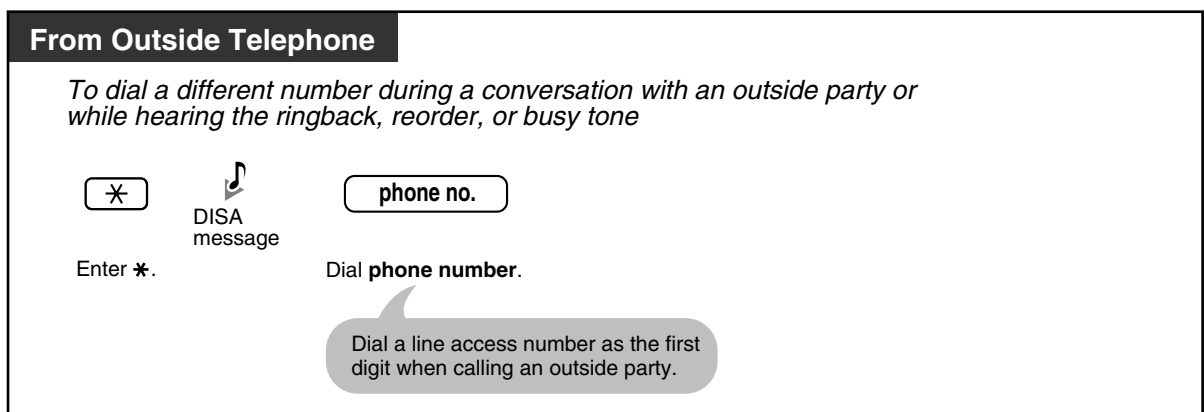 From Outside Telephone
To dial a different number during a conversation with an outside party or
while hearing the ringback, reorder, or busy tone
* phone no.
DISA
message
Enter *. Dial phone number.
Dial a line access number as the first
digit when calling an outside party.